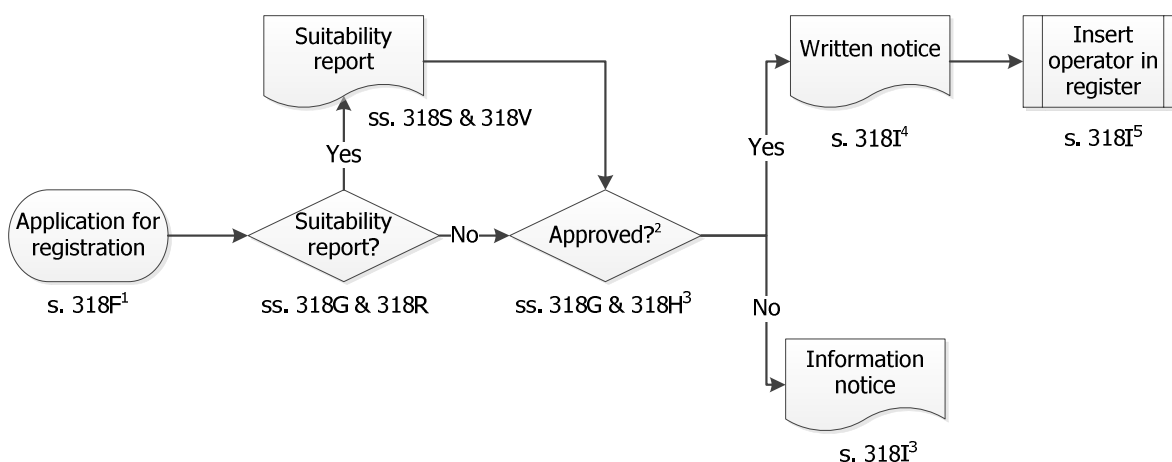 Suitability
report
ss. 318S & 318V
Written notice
s. 318I⁴
Insert
operator in
register
s. 318I⁵
Yes
Yes
Application for
registration
s. 318F¹
Suitability
report?
ss. 318G & 318R
No
Approved?²
ss. 318G & 318H³
No
Information
notice
s. 318I³